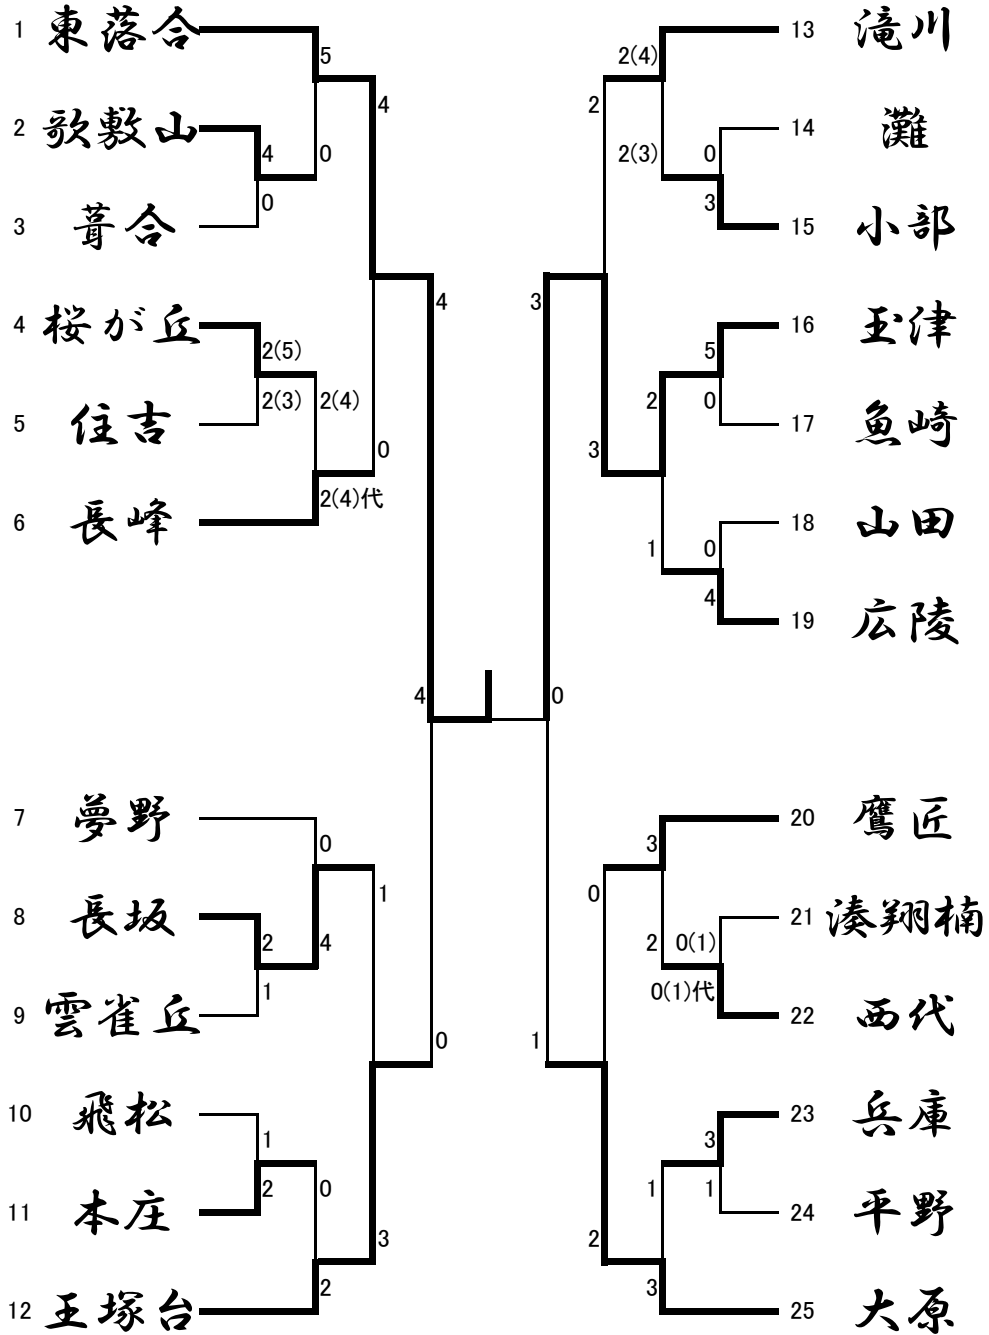 1 東落合
5
4
2 歌敷山
4 0
0
3 葺合
4 桜が丘
4
2(5)
2(3) 2(4)
5 住吉
0
2(4)代
6 長峰
13 滝川
2(4)
2
14 灘
2(3) 0
3
15 小部
3
16 玉津
5
2 0
17 魚崎
3
18 山田
1 0
4
19 広陵
4 0
7 夢野
0
1
8 長坂
2 4
1
9 雲雀丘
0
10 飛松
1
2 0
11 本庄
3
2
12 王塚台
20 鷹匠
3
0
21 湊翔楠
2 0(1)
0(1)代
22 西代
1
23 兵庫
3
1 1
24 平野
2
3
25 大原